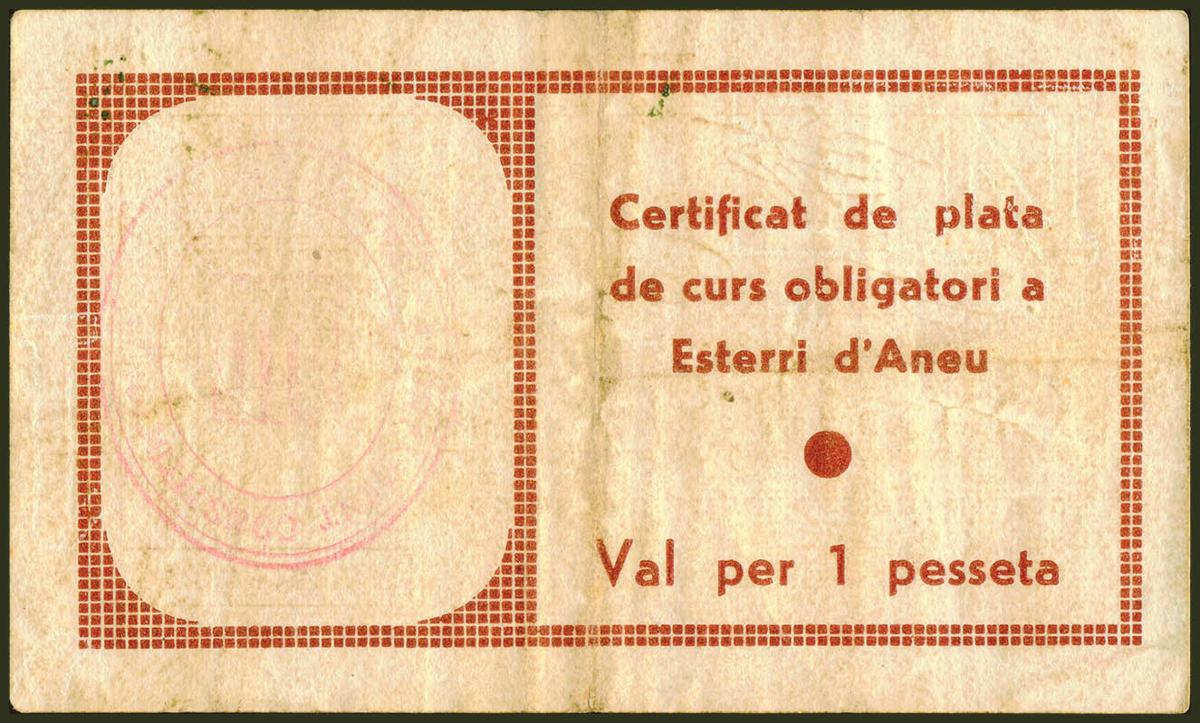 Certificat de plata
de curs obligatori a
Esterri d'Aneu
Val per 1 pesseta